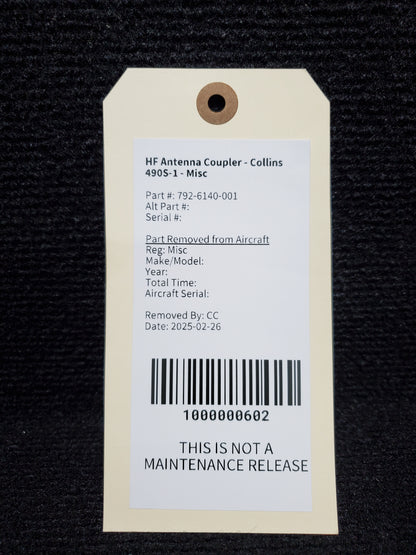 HF Antenna Coupler - Collins
490S-1 - Misc
Part #: 792-6140-001
Alt Part #:
Serial #:
Part Removed from Aircraft
Reg: Misc
Make/Model:
Year:
Total Time:
Aircraft Serial:
Removed By: CC
Date: 2025-02-26
1000000602
THIS IS NOT A
MAINTENANCE RELEASE